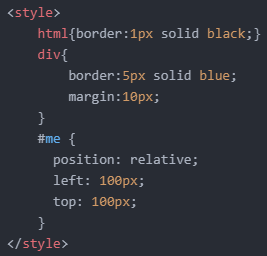 <style>
    html{border:1px solid black;}
    div{
        border:5px solid blue;
        margin:10px;
    }
    #me {
      position: relative;
      left: 100px;
      top: 100px;
    }
</style>